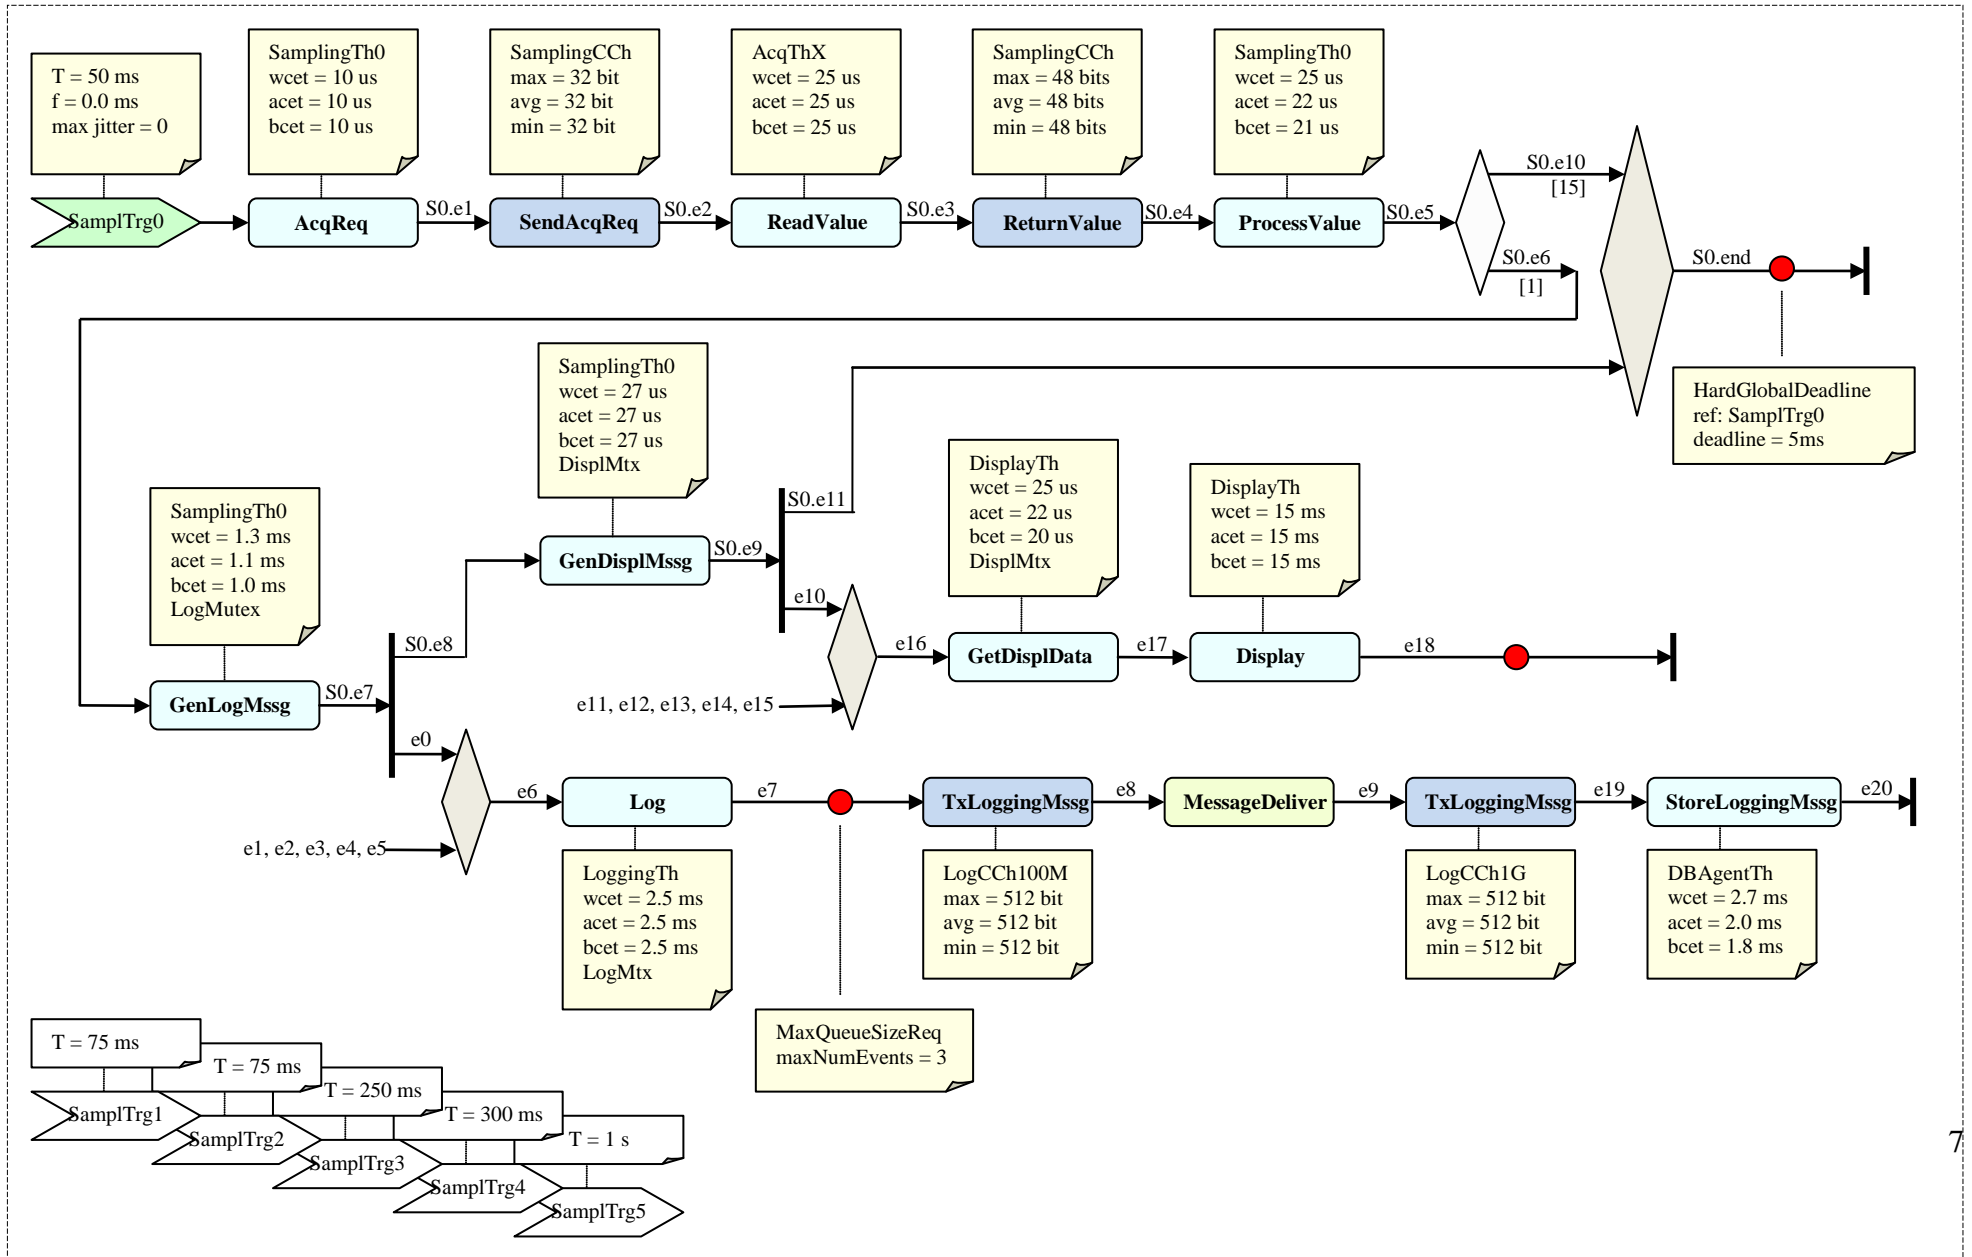 T = 50 ms
f = 0.0 ms
max jitter = 0
SamplingTh0
wcet = 10 us
acet = 10 us
bcet = 10 us
SamplingCCh
max = 32 bit
avg = 32 bit
min = 32 bit
AcqThX
wcet = 25 us
acet = 25 us
bcet = 25 us
SamplingCCh
max = 48 bits
avg = 48 bits
min = 48 bits
SamplingTh0
wcet = 25 us
acet = 22 us
bcet = 21 us
SamplTrg0
AcqReq
S0.e1
SendAcqReq
S0.e2
ReadValue
S0.e3
ReturnValue
S0.e4
ProcessValue
S0.e5
S0.e10
[15]
S0.e6
[1]
S0.end
HardGlobalDeadline
ref: SamplTrg0
deadline = 5ms
SamplingTh0
wcet = 27 us
acet = 27 us
bcet = 27 us
DisplMtx
SamplingTh0
wcet = 1.3 ms
acet = 1.1 ms
bcet = 1.0 ms
LogMutex
DisplayTh
wcet = 25 us
acet = 22 us
bcet = 20 us
DisplMtx
DisplayTh
wcet = 15 ms
acet = 15 ms
bcet = 15 ms
GenDisplMssg
S0.e9
S0.e11
e10
S0.e8
GenLogMssg
S0.e7
e0
e16
GetDisplData
e17
Display
e18
e11, e12, e13, e14, e15
e1, e2, e3, e4, e5
e6
Log
e7
TxLoggingMssg
e8
MessageDeliver
e9
TxLoggingMssg
e19
StoreLoggingMssg
e20
LoggingTh
wcet = 2.5 ms
acet = 2.5 ms
bcet = 2.5 ms
LogMtx
LogCCh100M
max = 512 bit
avg = 512 bit
min = 512 bit
LogCCh1G
max = 512 bit
avg = 512 bit
min = 512 bit
DBAgentTh
wcet = 2.7 ms
acet = 2.0 ms
bcet = 1.8 ms
MaxQueueSizeReq
maxNumEvents = 3
T = 75 ms
T = 75 ms
T = 250 ms
T = 300 ms
T = 1 s
SamplTrg1
SamplTrg2
SamplTrg3
SamplTrg4
SamplTrg5
7